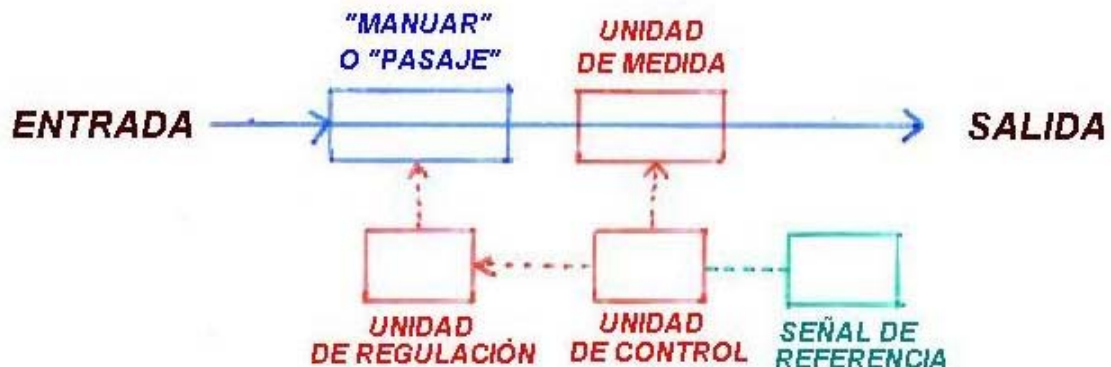 "MANUAR"
O "PASAJE"
UNIDAD
DE MEDIDA
ENTRADA
SALIDA
UNIDAD
DE REGULACIÓN
UNIDAD
DE CONTROL
SEÑAL DE
REFERENCIA